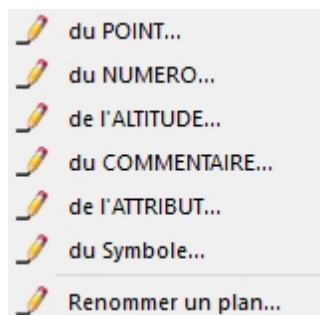 du POINT...
du NUMERO...
de l'ALTITUDE...
du COMMENTAIRE...
de l'ATTRIBUT...
du Symbole...
Renommer un plan...